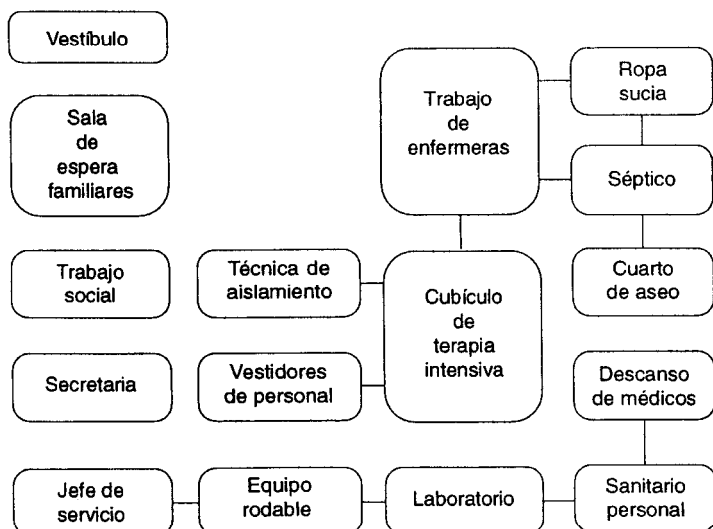 Vestíbulo
Sala
de
espera
familiares
Trabajo
de
enfermeras
Ropa
sucia
Séptico
Trabajo
social
Técnica de
aislamiento
Cubículo
de
terapia
intensiva
Cuarto
de aseo
Secretaria
Vestidores
de personal
Descanso
de médicos
Jefe de
servicio
Equipo
rodable
Laboratorio
Sanitario
personal